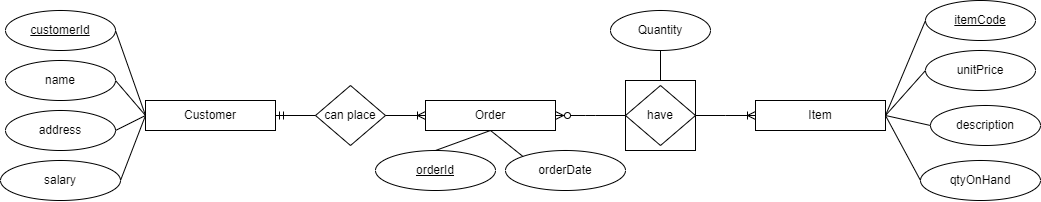 customerId
name
address
salary
Customer
can place
Order
orderId
orderDate
Quantity
have
Item
itemCode
unitPrice
description
qtyOnHand